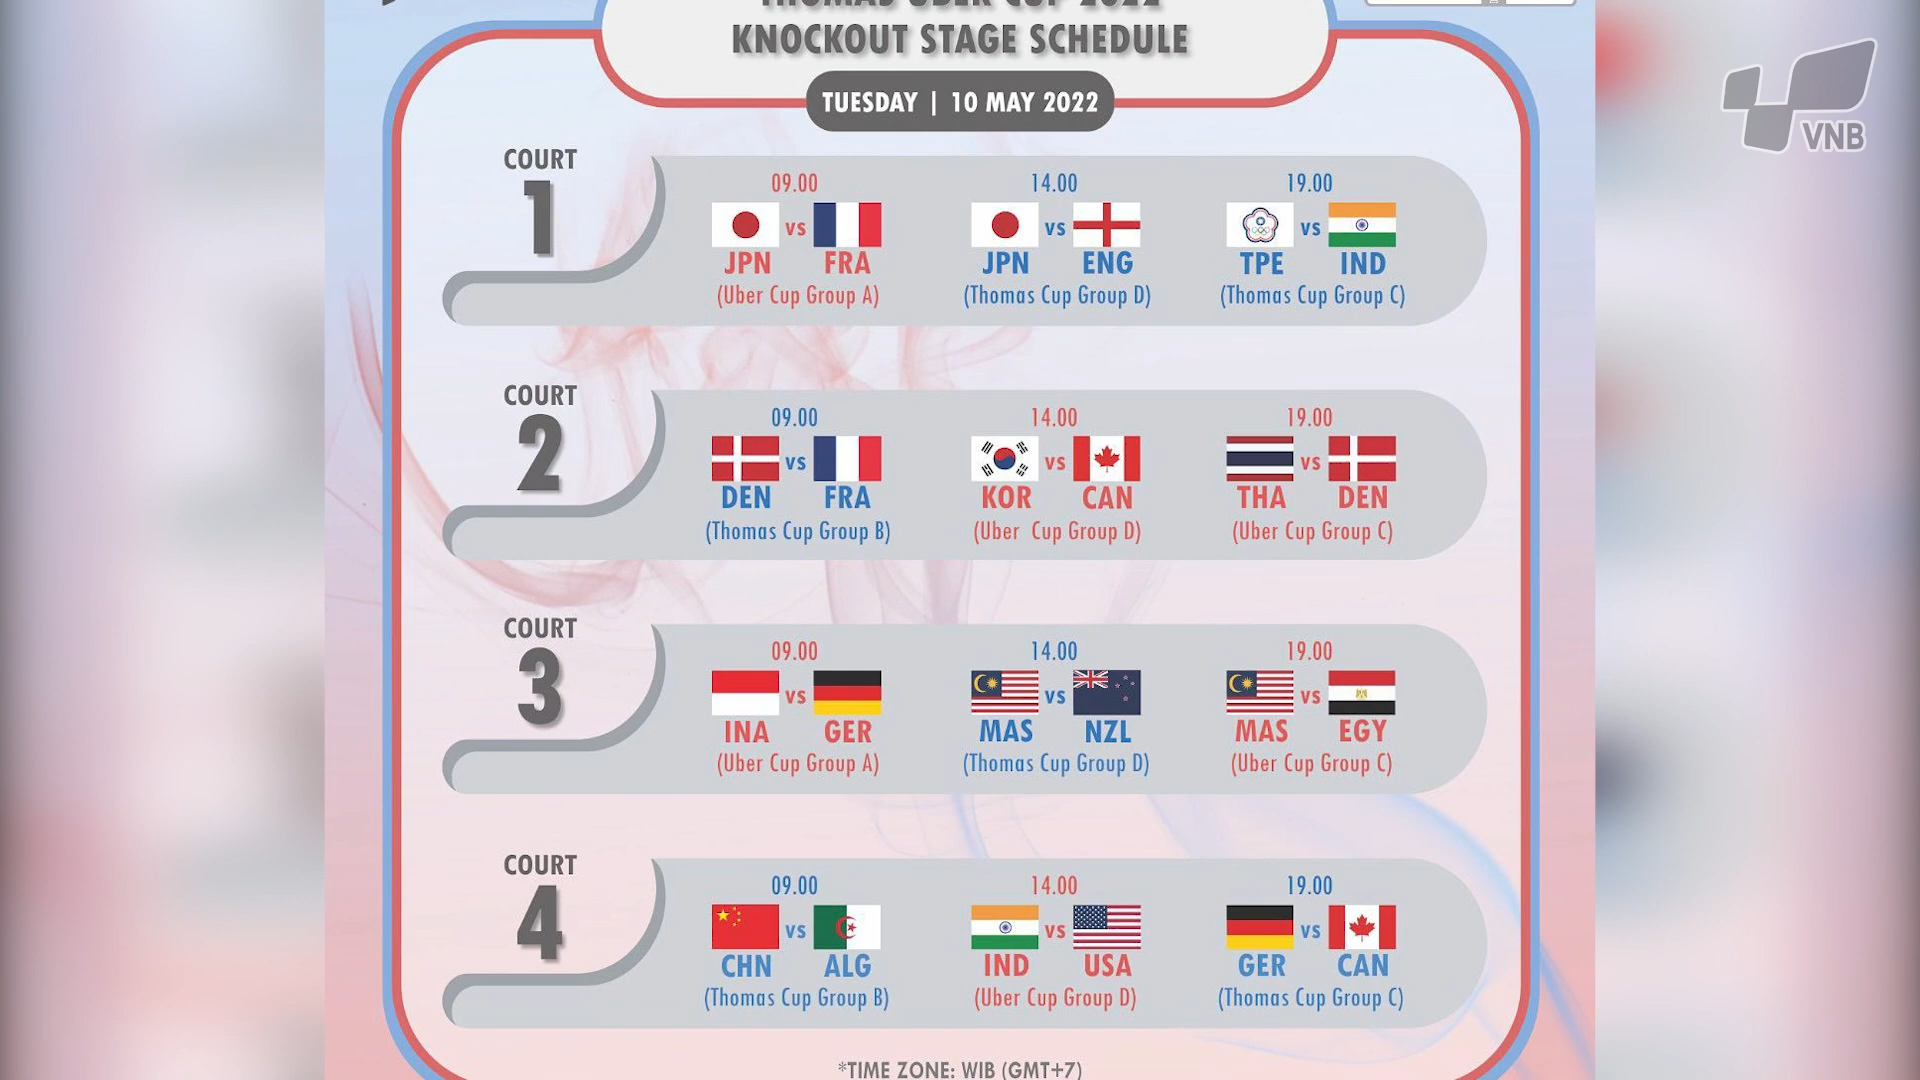 THOMAS UBER CUP 2022
KNOCKOUT STAGE SCHEDULE
TUESDAY | 10 MAY 2022
VNB
COURT
1
09.00
vs
JPN FRA
(Uber Cup Group A)
14.00
vs
JPN ENG
(Thomas Cup Group D)
19.00
vs
TPE IND
(Thomas Cup Group C)
COURT
2
09.00
vs
DEN FRA
(Thomas Cup Group B)
14.00
vs
KOR CAN
(Uber Cup Group D)
19.00
vs
THA DEN
(Uber Cup Group C)
COURT
3
09.00
vs
INA GER
(Uber Cup Group A)
14.00
vs
MAS NZL
(Thomas Cup Group D)
19.00
vs
MAS EGY
(Uber Cup Group C)
COURT
4
09.00
vs
CHN ALG
(Thomas Cup Group B)
14.00
vs
IND USA
(Uber Cup Group D)
19.00
vs
GER CAN
(Thomas Cup Group C)
*TIME ZONE: WIB (GMT+7)